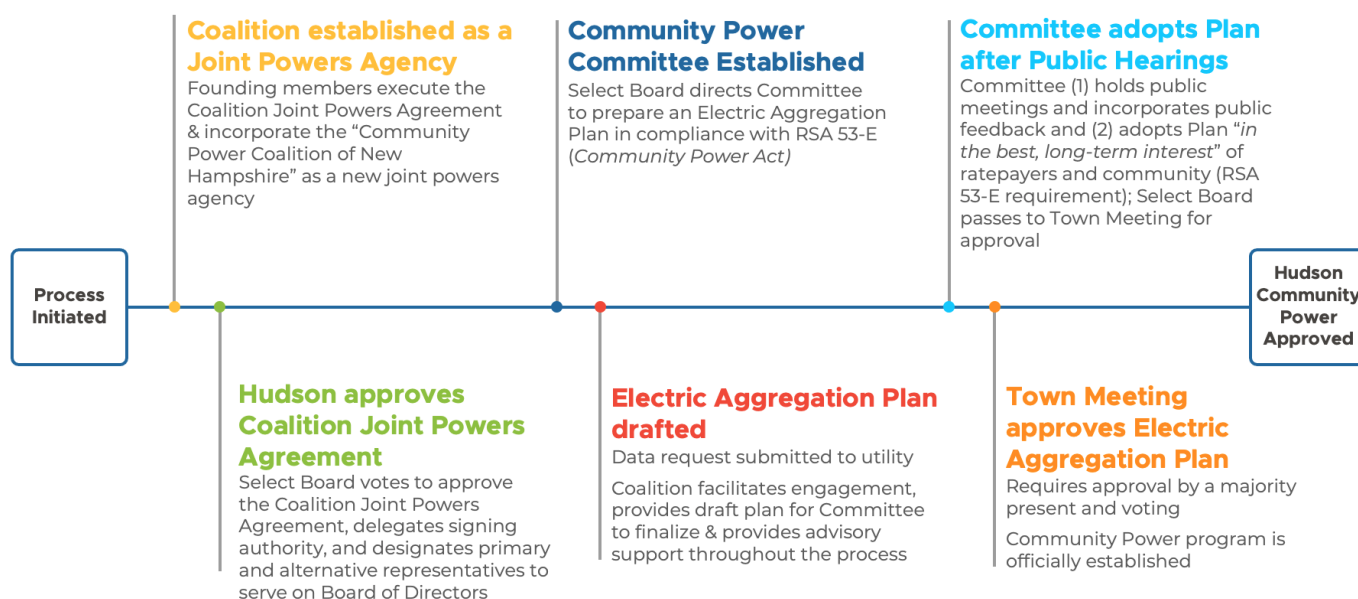 Process
Initiated
Coalition established as a
Joint Powers Agency
Founding members execute the
Coalition Joint Powers Agreement
& incorporate the “Community
Power Coalition of New
Hampshire” as a new joint powers
agency
Hudson approves
Coalition Joint Powers
Agreement
Select Board votes to approve
the Coalition Joint Powers
Agreement, delegates signing
authority, and designates primary
and alternative representatives to
serve on Board of Directors
Community Power
Committee Established
Select Board directs Committee
to prepare an Electric Aggregation
Plan in compliance with RSA 53-E
(Community Power Act)
Electric Aggregation Plan
drafted
Data request submitted to utility
Coalition facilitates engagement,
provides draft plan for Committee
to finalize & provides advisory
support throughout the process
Committee adopts Plan
after Public Hearings
Committee (1) holds public
meetings and incorporates public
feedback and (2) adopts Plan “in
the best, long-term interest” of
ratepayers and community (RSA
53-E requirement); Select Board
passes to Town Meeting for
approval
Town Meeting
approves Electric
Aggregation Plan
Requires approval by a majority
present and voting
Community Power program is
officially established
Hudson
Community
Power
Approved